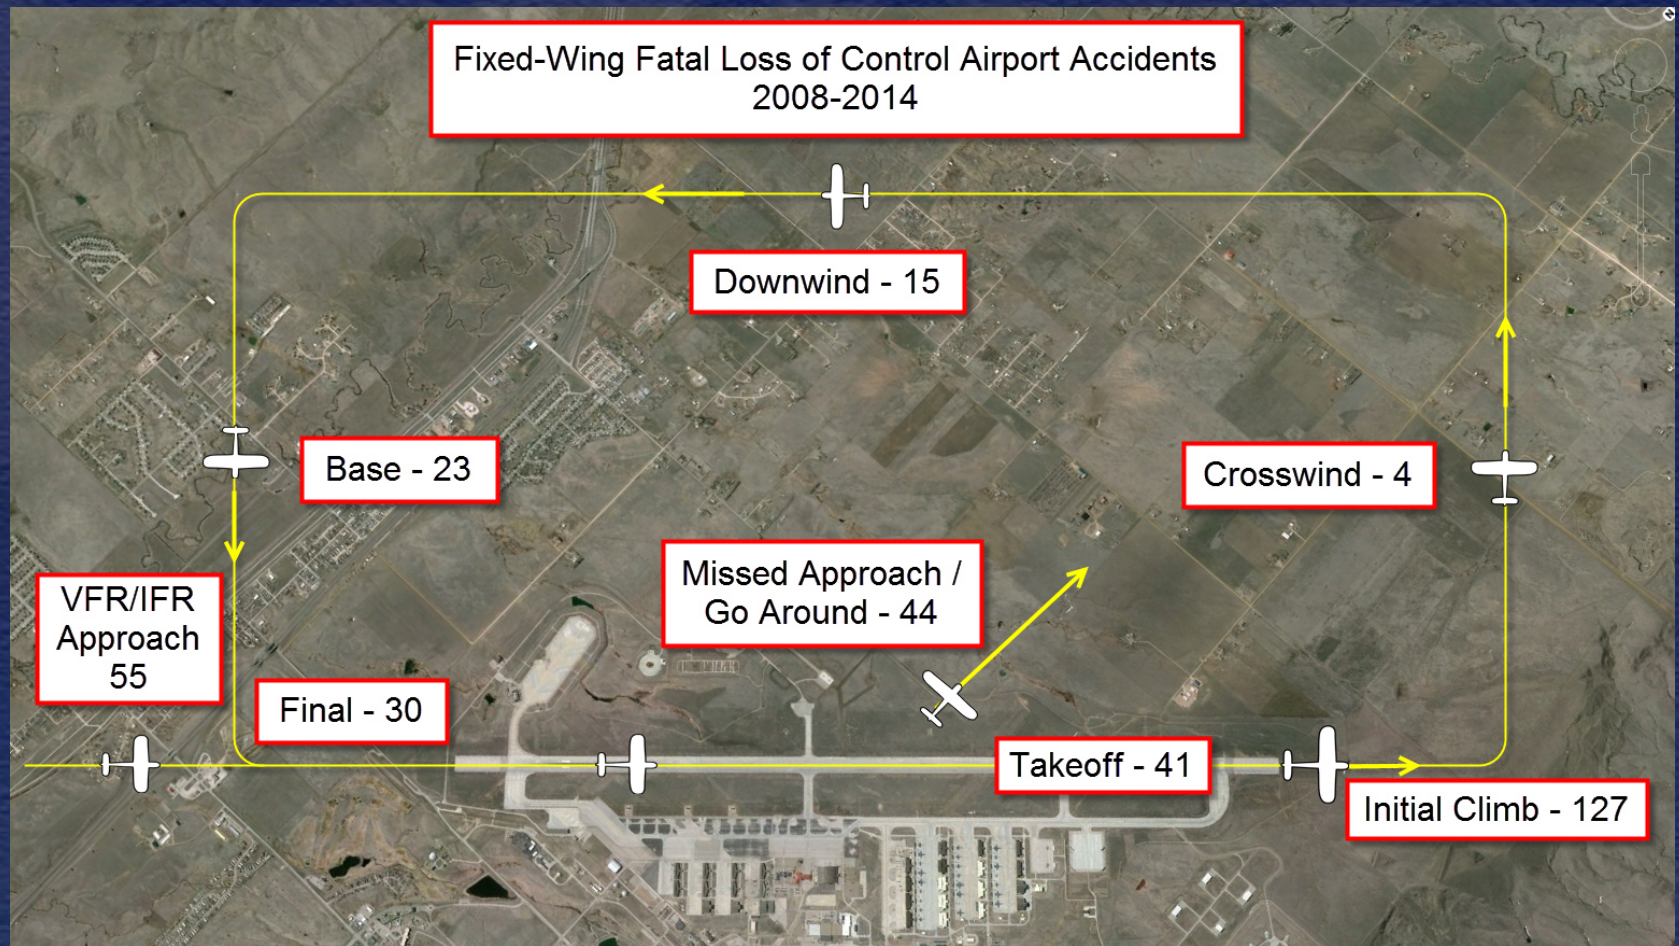 Fixed-Wing Fatal Loss of Control Airport Accidents
2008-2014
Downwind - 15
Base - 23
Crosswind - 4
Missed Approach /
Go Around - 44
VFR/IFR
Approach
55
Final - 30
Takeoff - 41
Initial Climb - 127